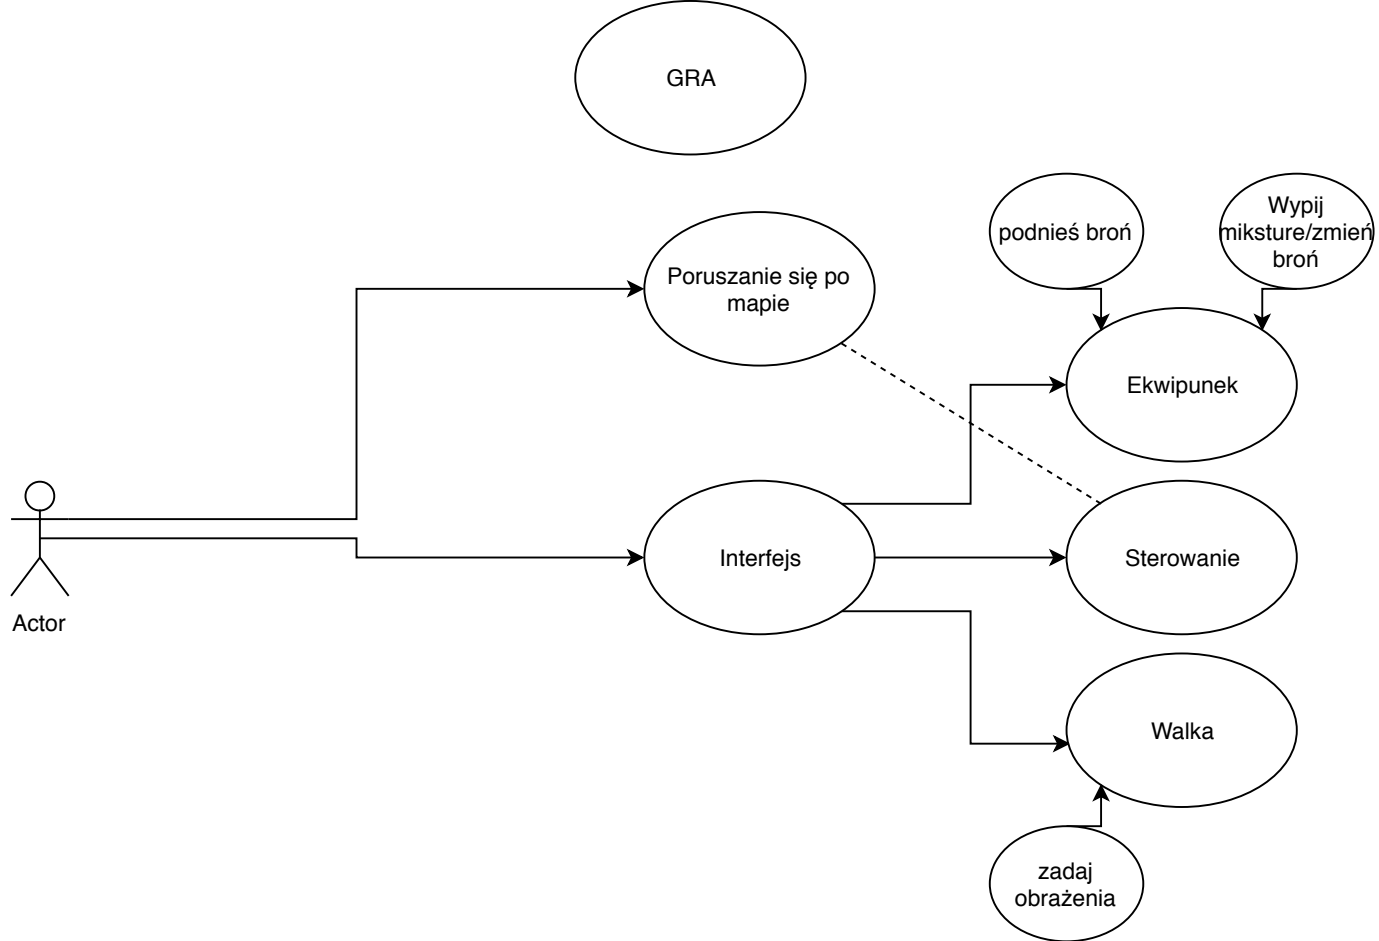 GRA
podnieś broń
Wypij
miksture/zmień
broń
Poruszanie się po
mapie
Ekwipunek
Interfejs
Sterowanie
Actor
Walka
zadaj
obrażenia